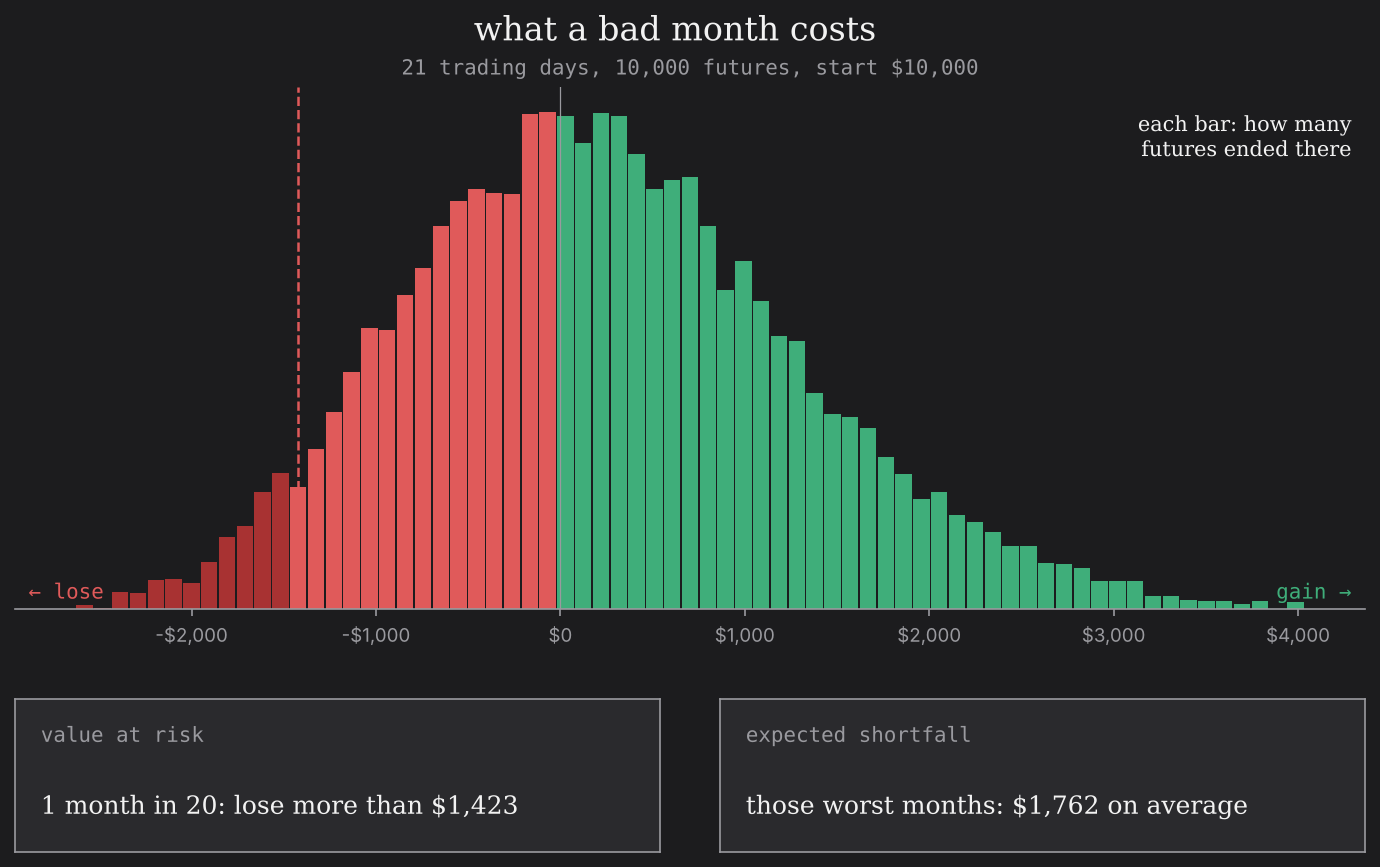 what a bad month costs
21 trading days, 10,000 futures, start $10,000
each bar: how many
futures ended there
← lose
gain →
-$2,000
-$1,000
$0
$1,000
$2,000
$3,000
$4,000
value at risk
1 month in 20: lose more than $1,423
expected shortfall
those worst months: $1,762 on average